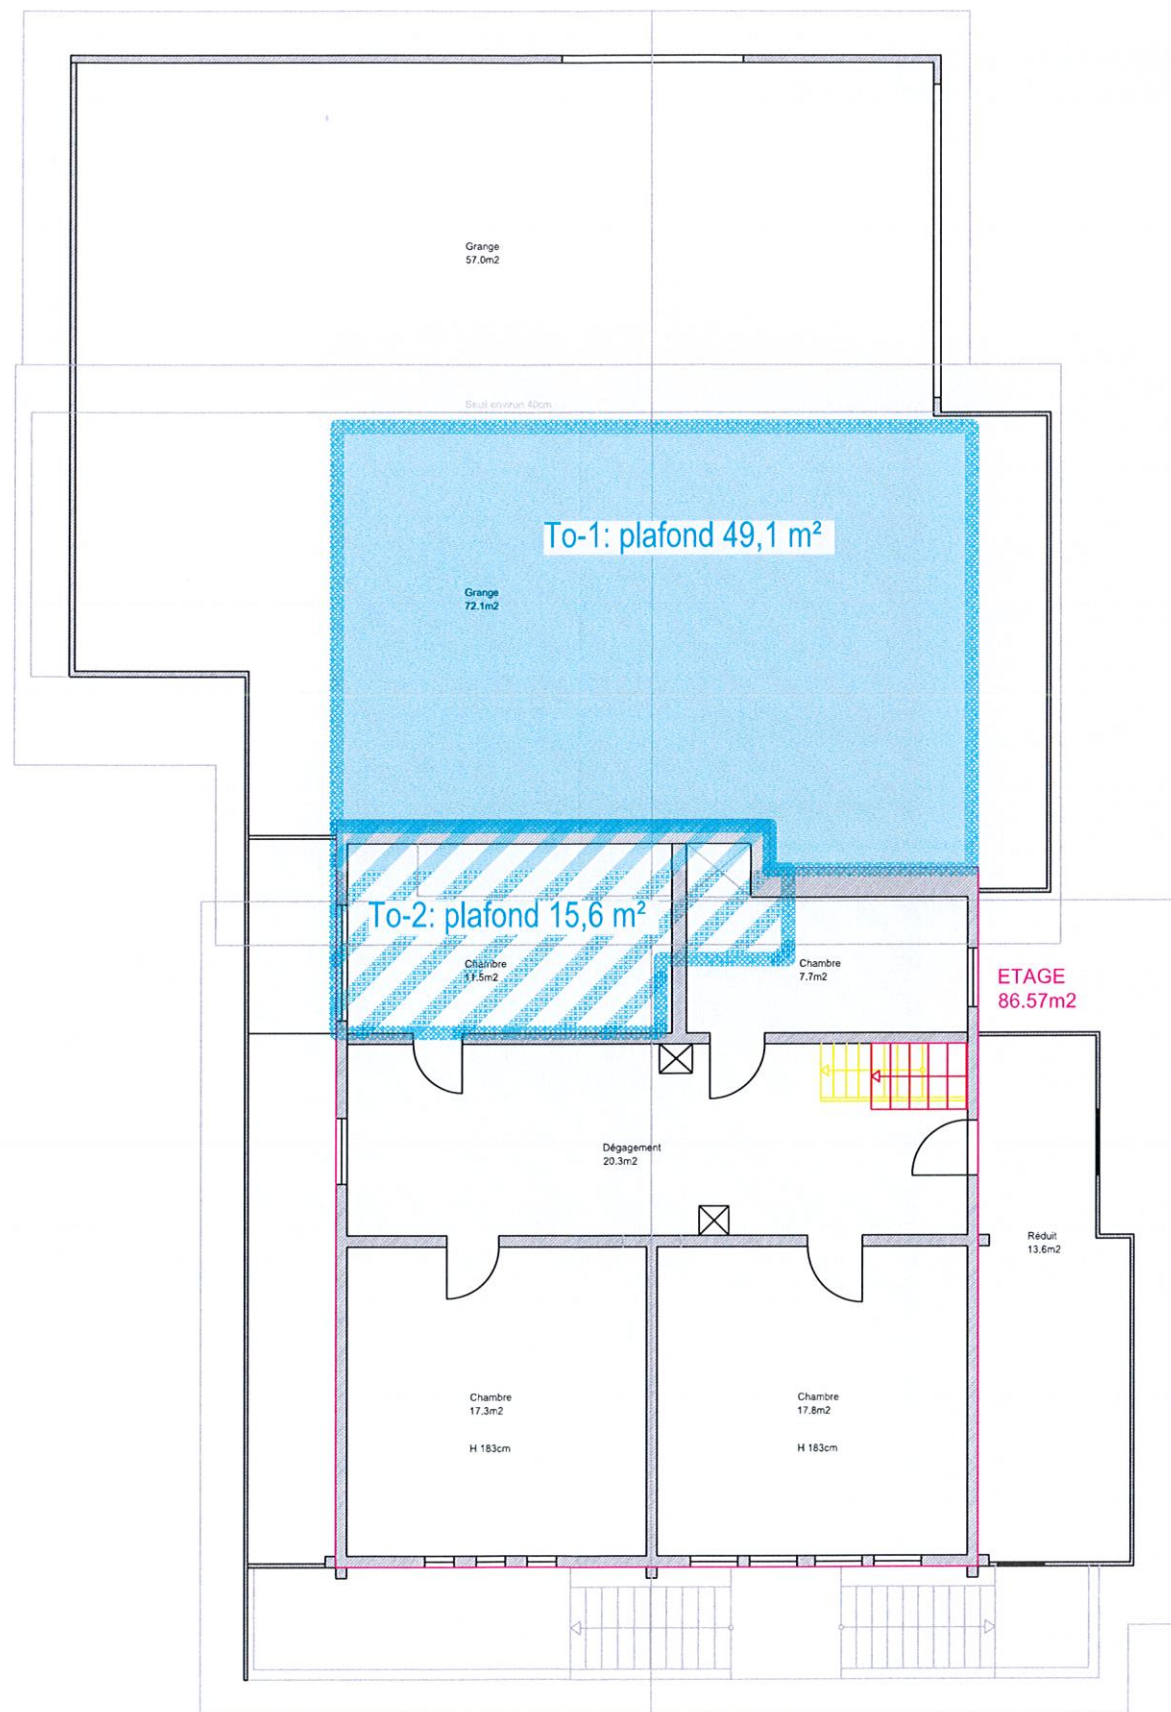 Grange
57.0m2
Seuil environ 40cm
To-1: plafond 49,1 m²
Grange
72.1m2
To-2: plafond 15,6 m²
Chambre
11.5m2
Chambre
7.7m2
ETAGE
86.57m2
Dégagement
20.3m2
Réduit
13.6m2
Chambre
17.3m2
H 183cm
Chambre
17.8m2
H 183cm